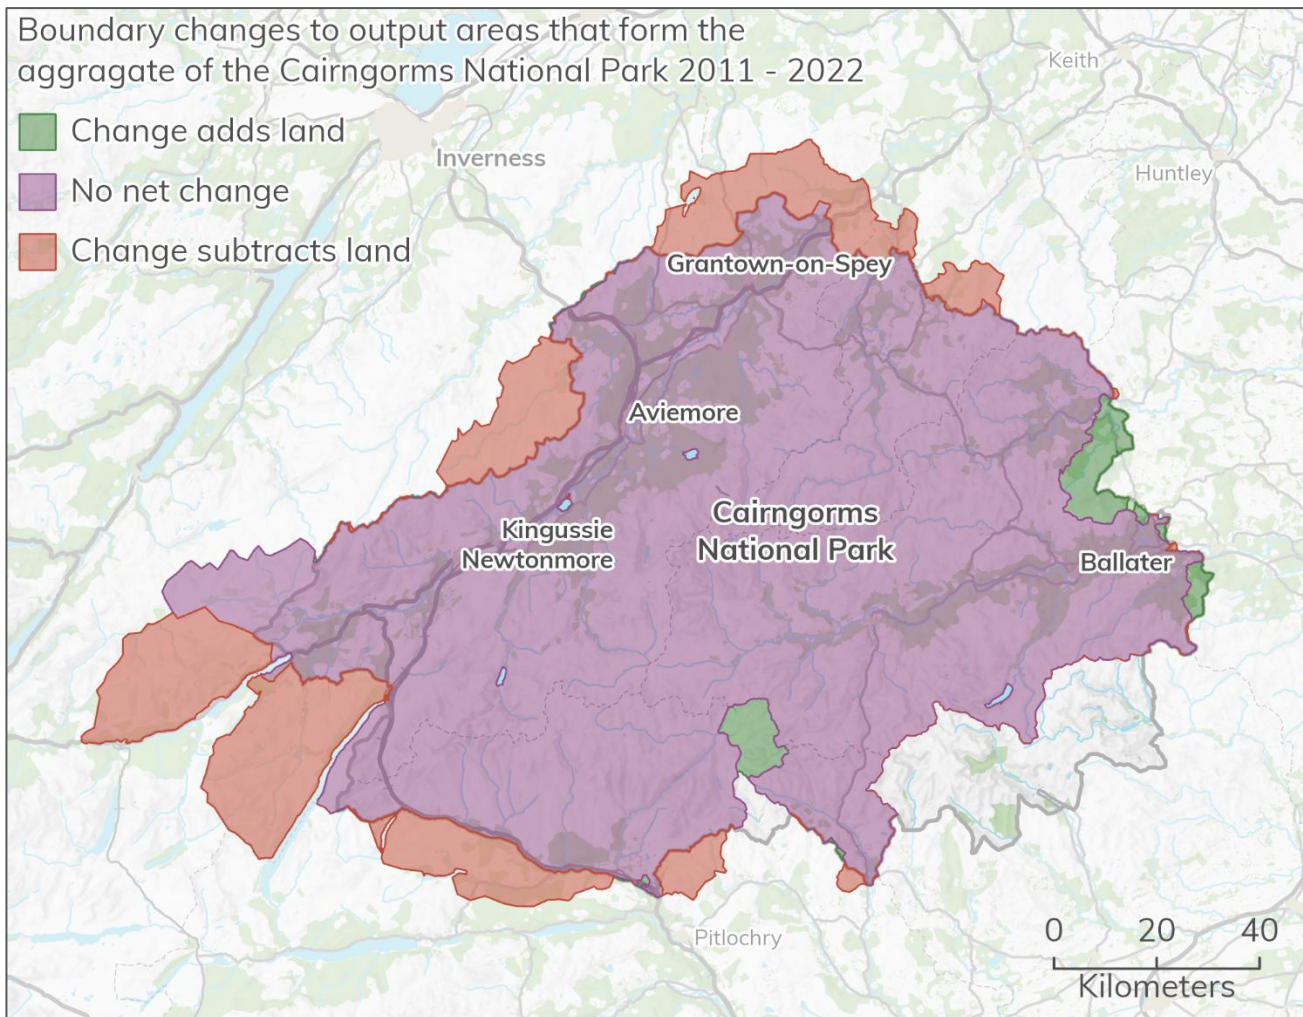 Boundary changes to output areas that form the
aggragate of the Cairngorms National Park 2011 - 2022
Change adds land
No net change
Change subtracts land
Keith
Inverness
Huntley
Grantown-on-Spey
Aviemore
Kingussie
Newtonmore
Cairngorms
National Park
Ballater
Pitlochry
0 20 40
Kilometers